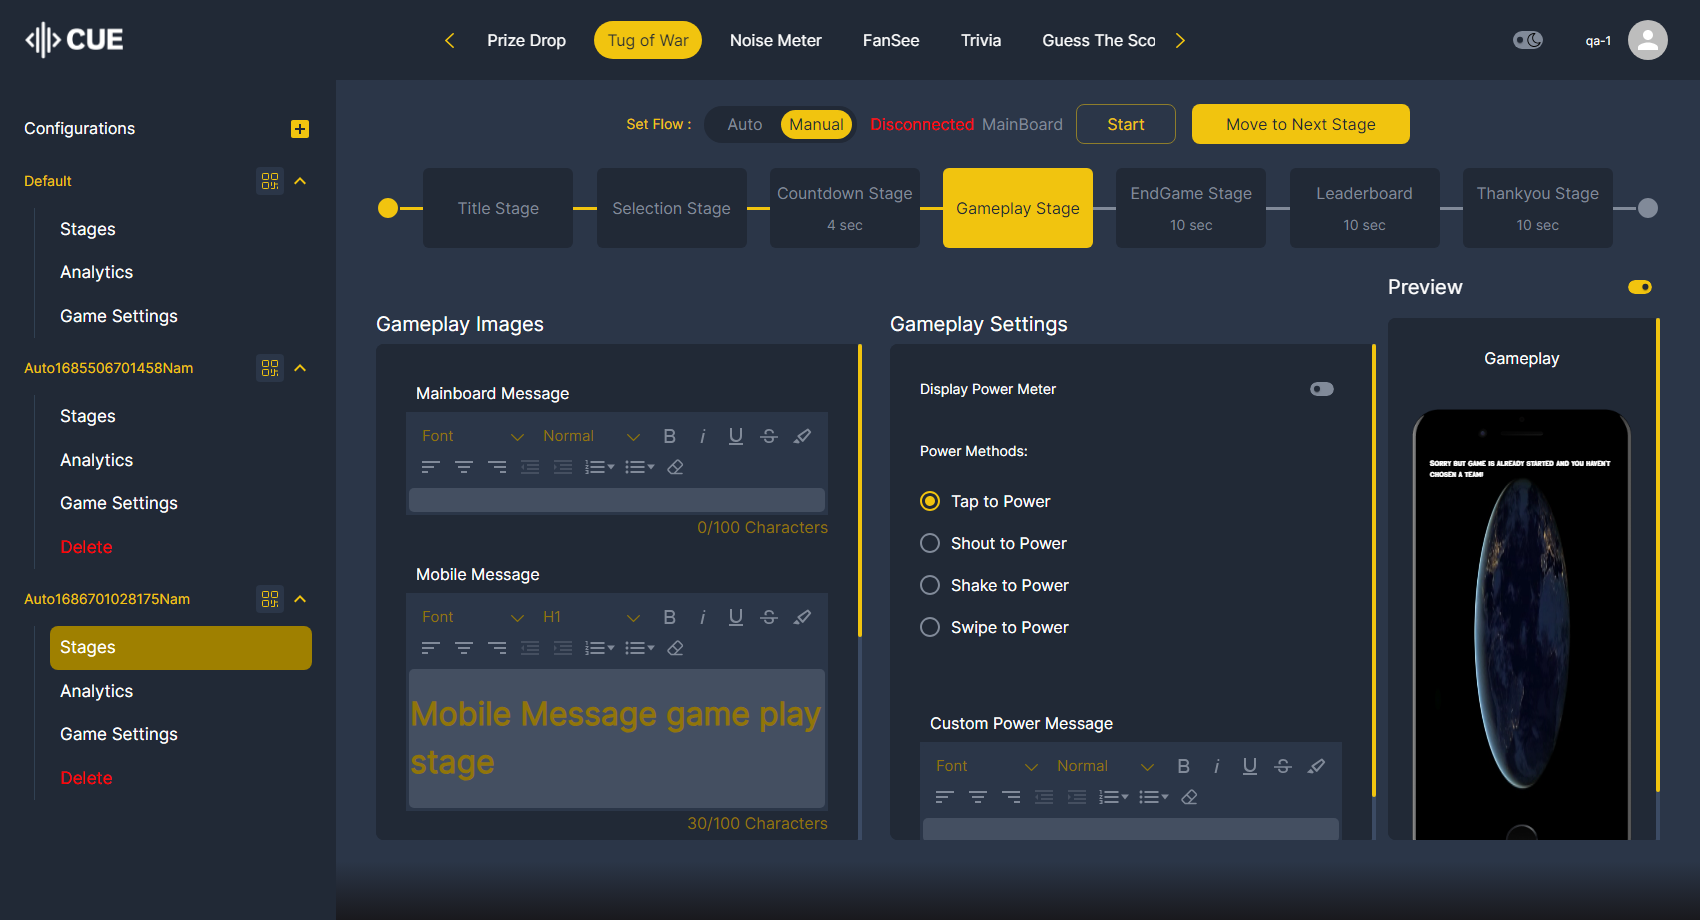 CUE
Prize Drop
Tug of War
Noise Meter
FanSee
Trivia
Guess The Sco
qa-1
Configurations
Default
Stages
Analytics
Game Settings
Auto1685506701458Nam
Stages
Analytics
Game Settings
Delete
Auto1686701028175Nam
Stages
Analytics
Game Settings
Delete
Set Flow :
Auto
Manual
Disconnected MainBoard
Start
Move to Next Stage
Title Stage
Selection Stage
Countdown Stage
4 sec
Gameplay Stage
EndGame Stage
10 sec
Leaderboard
10 sec
Thankyou Stage
10 sec
Gameplay Images
Mainboard Message
Font
Normal
0/100 Characters
Mobile Message
Font
H1
Mobile Message game play
stage
30/100 Characters
Gameplay Settings
Display Power Meter
Power Methods:
Tap to Power
Shout to Power
Shake to Power
Swipe to Power
Custom Power Message
Font
Normal
Preview
Gameplay
Sorry but game is already started and you haven't
chosen a team!